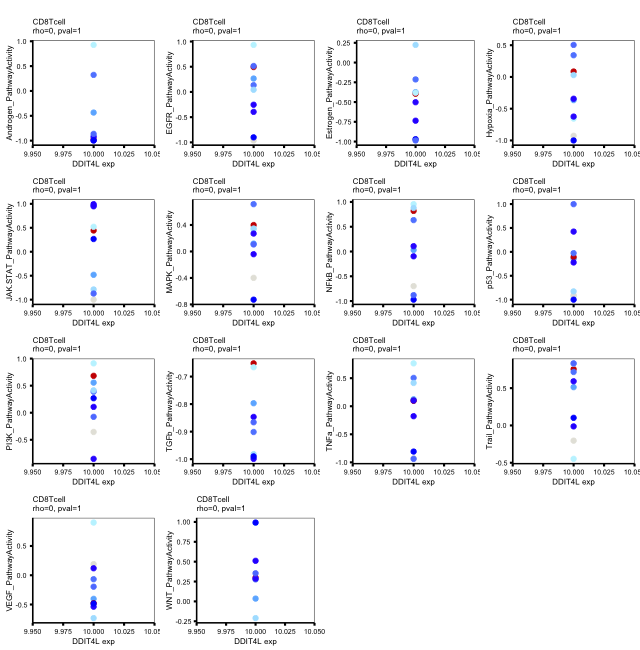 CD8Tcell
rho=0, pval=1
Androgen_PathwayActivity
1.0
0.5
0.0
-0.5
-1.0
9.950 9.975 10.000 10.025 10.05
DDIT4L exp
CD8Tcell
rho=0, pval=1
EGFR_PathwayActivity
1.0
0.5
0.0
-0.5
-1.0
9.950 9.975 10.000 10.025 10.05
DDIT4L exp
CD8Tcell
rho=0, pval=1
Estrogen_PathwayActivity
0.25
0.00
-0.25
-0.50
-0.75
-1.00
9.950 9.975 10.000 10.025 10.05
DDIT4L exp
CD8Tcell
rho=0, pval=1
Hypoxia_PathwayActivity
0.5
0.0
-0.5
-1.0
9.950 9.975 10.000 10.025 10.05
DDIT4L exp
CD8Tcell
rho=0, pval=1
JAK.STAT_PathwayActivity
1.0
0.5
0.0
-0.5
-1.0
9.950 9.975 10.000 10.025 10.05
DDIT4L exp
CD8Tcell
rho=0, pval=1
MAPK_PathwayActivity
0.4
0.0
-0.4
-0.8
9.950 9.975 10.000 10.025 10.05
DDIT4L exp
CD8Tcell
rho=0, pval=1
NFkB_PathwayActivity
1.0
0.5
0.0
-0.5
-1.0
9.950 9.975 10.000 10.025 10.05
DDIT4L exp
CD8Tcell
rho=0, pval=1
p53_PathwayActivity
1.0
0.5
0.0
-0.5
-1.0
9.950 9.975 10.000 10.025 10.05
DDIT4L exp
CD8Tcell
rho=0, pval=1
PI3K_PathwayActivity
1.0
0.5
0.0
-0.5
9.950 9.975 10.000 10.025 10.05
DDIT4L exp
CD8Tcell
rho=0, pval=1
TGFb_PathwayActivity
-0.7
-0.8
-0.9
-1.0
9.950 9.975 10.000 10.025 10.05
DDIT4L exp
CD8Tcell
rho=0, pval=1
TNFa_PathwayActivity
0.5
0.0
-0.5
-1.0
9.950 9.975 10.000 10.025 10.05
DDIT4L exp
CD8Tcell
rho=0, pval=1
Trail_PathwayActivity
0.5
0.0
-0.5
9.950 9.975 10.000 10.025 10.05
DDIT4L exp
CD8Tcell
rho=0, pval=1
VEGF_PathwayActivity
0.5
0.0
-0.5
9.950 9.975 10.000 10.025 10.05
DDIT4L exp
CD8Tcell
rho=0, pval=1
WNT_PathwayActivity
1.00
0.75
0.50
0.25
0.00
-0.25
9.950 9.975 10.000 10.025 10.050
DDIT4L exp